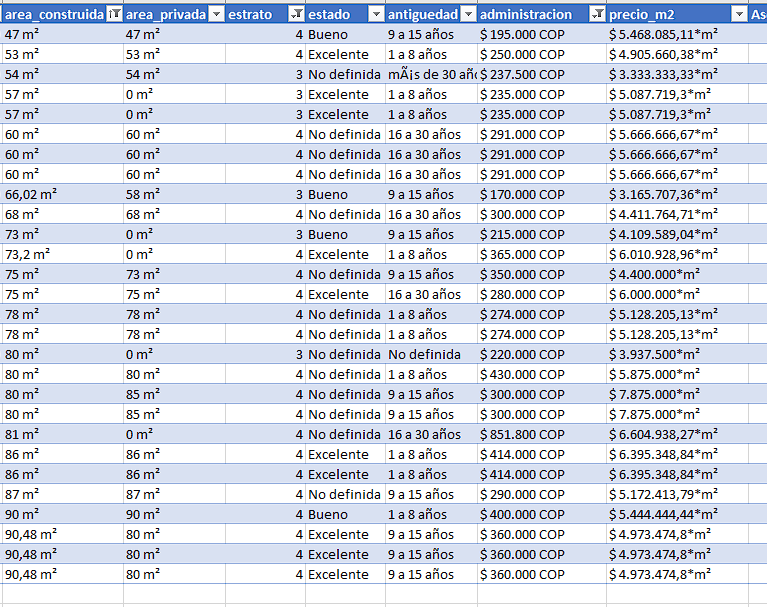 area_construida area_privada estrato estado antiguedad administracion precio_m2 As
47 m² 47 m² 4 Bueno 9 a 15 años $ 195.000 COP $ 5.468.085,11*m²
53 m² 53 m² 4 Excelente 1 a 8 años $ 250.000 COP $ 4.905.660,38*m²
54 m² 54 m² 3 No definida mÃ¡s de 30 añ $ 237.500 COP $ 3.333.333,33*m²
57 m² 0 m² 3 Excelente 1 a 8 años $ 235.000 COP $ 5.087.719,3*m²
57 m² 0 m² 3 Excelente 1 a 8 años $ 235.000 COP $ 5.087.719,3*m²
60 m² 60 m² 4 No definida 16 a 30 años $ 291.000 COP $ 5.666.666,67*m²
60 m² 60 m² 4 No definida 16 a 30 años $ 291.000 COP $ 5.666.666,67*m²
60 m² 60 m² 4 No definida 16 a 30 años $ 291.000 COP $ 5.666.666,67*m²
66,02 m² 58 m² 3 Bueno 9 a 15 años $ 170.000 COP $ 3.165.707,36*m²
68 m² 68 m² 4 No definida 16 a 30 años $ 300.000 COP $ 4.411.764,71*m²
73 m² 0 m² 3 Bueno 9 a 15 años $ 215.000 COP $ 4.109.589,04*m²
73,2 m² 0 m² 4 Excelente 1 a 8 años $ 365.000 COP $ 6.010.928,96*m²
75 m² 73 m² 4 No definida 9 a 15 años $ 350.000 COP $ 4.400.000*m²
75 m² 75 m² 4 Excelente 16 a 30 años $ 280.000 COP $ 6.000.000*m²
78 m² 78 m² 4 No definida 1 a 8 años $ 274.000 COP $ 5.128.205,13*m²
78 m² 78 m² 4 No definida 1 a 8 años $ 274.000 COP $ 5.128.205,13*m²
80 m² 0 m² 3 No definida No definida $ 220.000 COP $ 3.937.500*m²
80 m² 80 m² 4 No definida 1 a 8 años $ 430.000 COP $ 5.875.000*m²
80 m² 85 m² 4 No definida 9 a 15 años $ 300.000 COP $ 7.875.000*m²
80 m² 85 m² 4 No definida 9 a 15 años $ 300.000 COP $ 7.875.000*m²
81 m² 0 m² 4 No definida 16 a 30 años $ 851.800 COP $ 6.604.938,27*m²
86 m² 86 m² 4 Excelente 1 a 8 años $ 414.000 COP $ 6.395.348,84*m²
86 m² 86 m² 4 Excelente 1 a 8 años $ 414.000 COP $ 6.395.348,84*m²
87 m² 87 m² 4 No definida 9 a 15 años $ 290.000 COP $ 5.172.413,79*m²
90 m² 90 m² 4 Bueno 1 a 8 años $ 400.000 COP $ 5.444.444,44*m²
90,48 m² 80 m² 4 Excelente 9 a 15 años $ 360.000 COP $ 4.973.474,8*m²
90,48 m² 80 m² 4 Excelente 9 a 15 años $ 360.000 COP $ 4.973.474,8*m²
90,48 m² 80 m² 4 Excelente 9 a 15 años $ 360.000 COP $ 4.973.474,8*m²